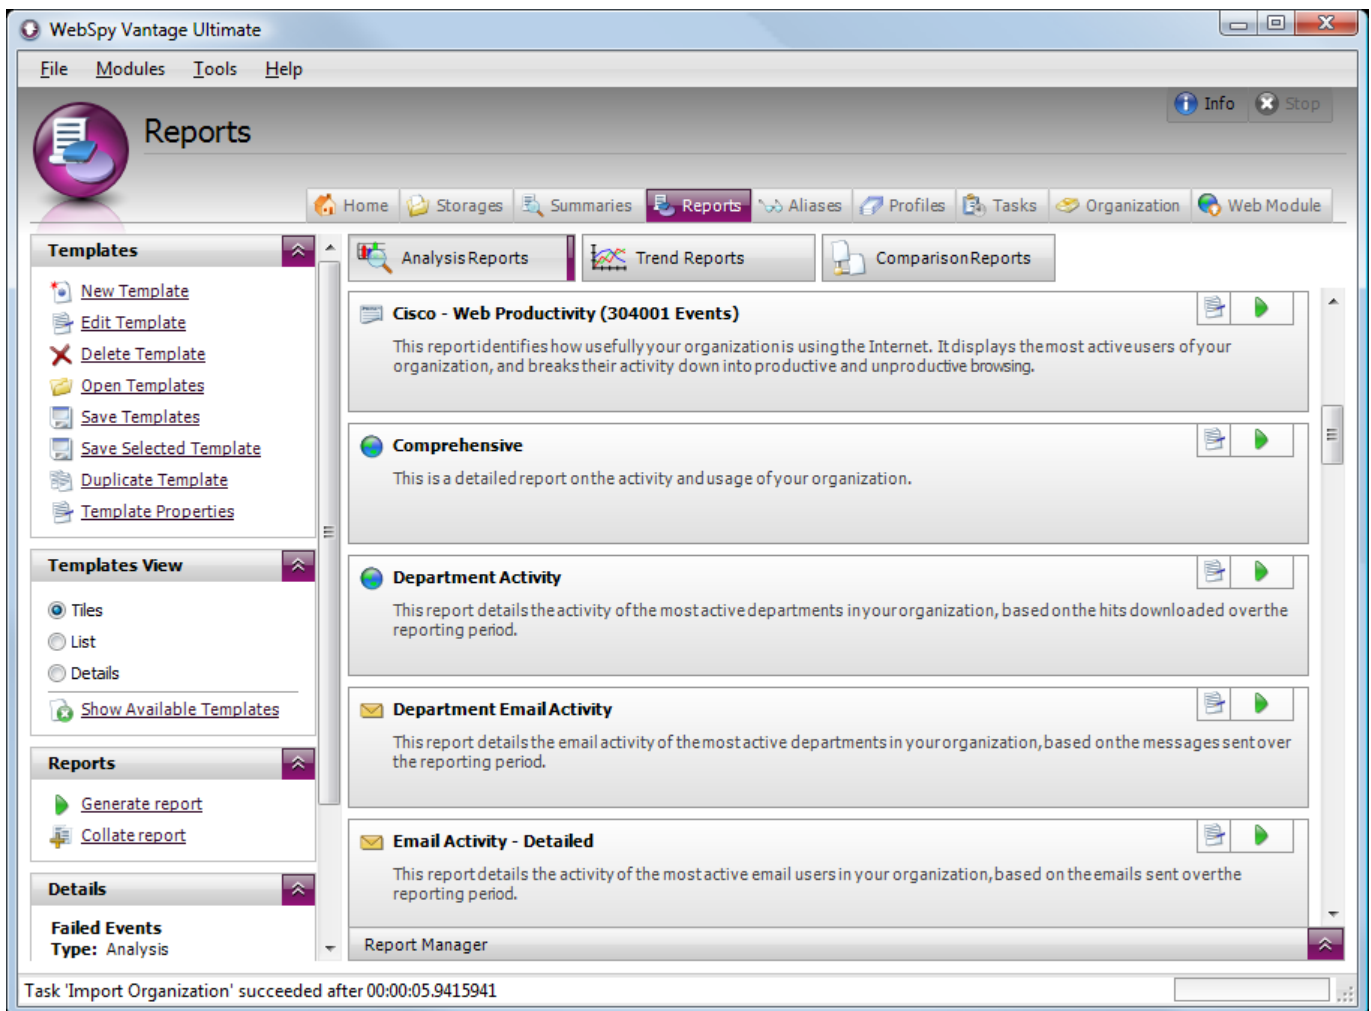 WebSpy Vantage Ultimate
File Modules Tools Help
Info Stop
Reports
Home Storages Summaries Reports Aliases Profiles Tasks Organization Web Module
Templates
New Template
Edit Template
Delete Template
Open Templates
Save Templates
Save Selected Template
Duplicate Template
Template Properties
Templates View
Tiles
List
Details
Show Available Templates
Reports
Generate report
Collate report
Details
Failed Events
Type: Analysis
Analysis Reports Trend Reports Comparison Reports
Cisco - Web Productivity (304001 Events)
This report identifies how usefully your organization is using the Internet. It displays the most active users of your
organization, and breaks their activity down into productive and unproductive browsing.
Comprehensive
This is a detailed report on the activity and usage of your organization.
Department Activity
This report details the activity of the most active departments in your organization, based on the hits downloaded over the
reporting period.
Department Email Activity
This report details the email activity of the most active departments in your organization, based on the messages sent over
the reporting period.
Email Activity - Detailed
This report details the activity of the most active email users in your organization, based on the emails sent over the
reporting period.
Report Manager
Task 'Import Organization' succeeded after 00:00:05.9415941